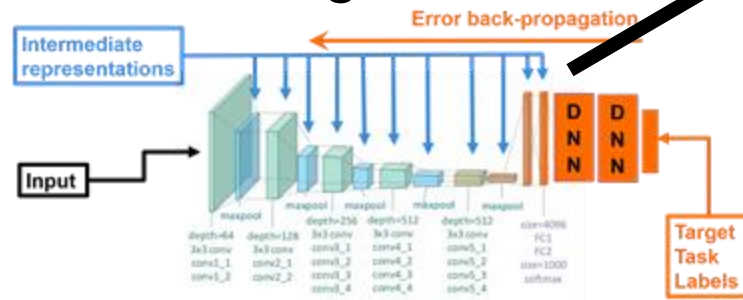 Error back-propagation
Intermediate
representations
Input
DNN
DNN
Target
Task
Labels
maxpool
maxpool
maxpool
maxpool
maxpool
depth=64
3x3 conv
conv1_1
conv1_2
depth=128
3x3 conv
conv2_1
conv2_2
depth=256
3x3 conv
conv3_1
conv3_2
conv3_3
conv3_4
depth=512
3x3 conv
conv4_1
conv4_2
conv4_3
conv4_4
depth=512
3x3 conv
conv5_1
conv5_2
conv5_3
conv5_4
size=4096
FC1
FC2
size=1000
softmax